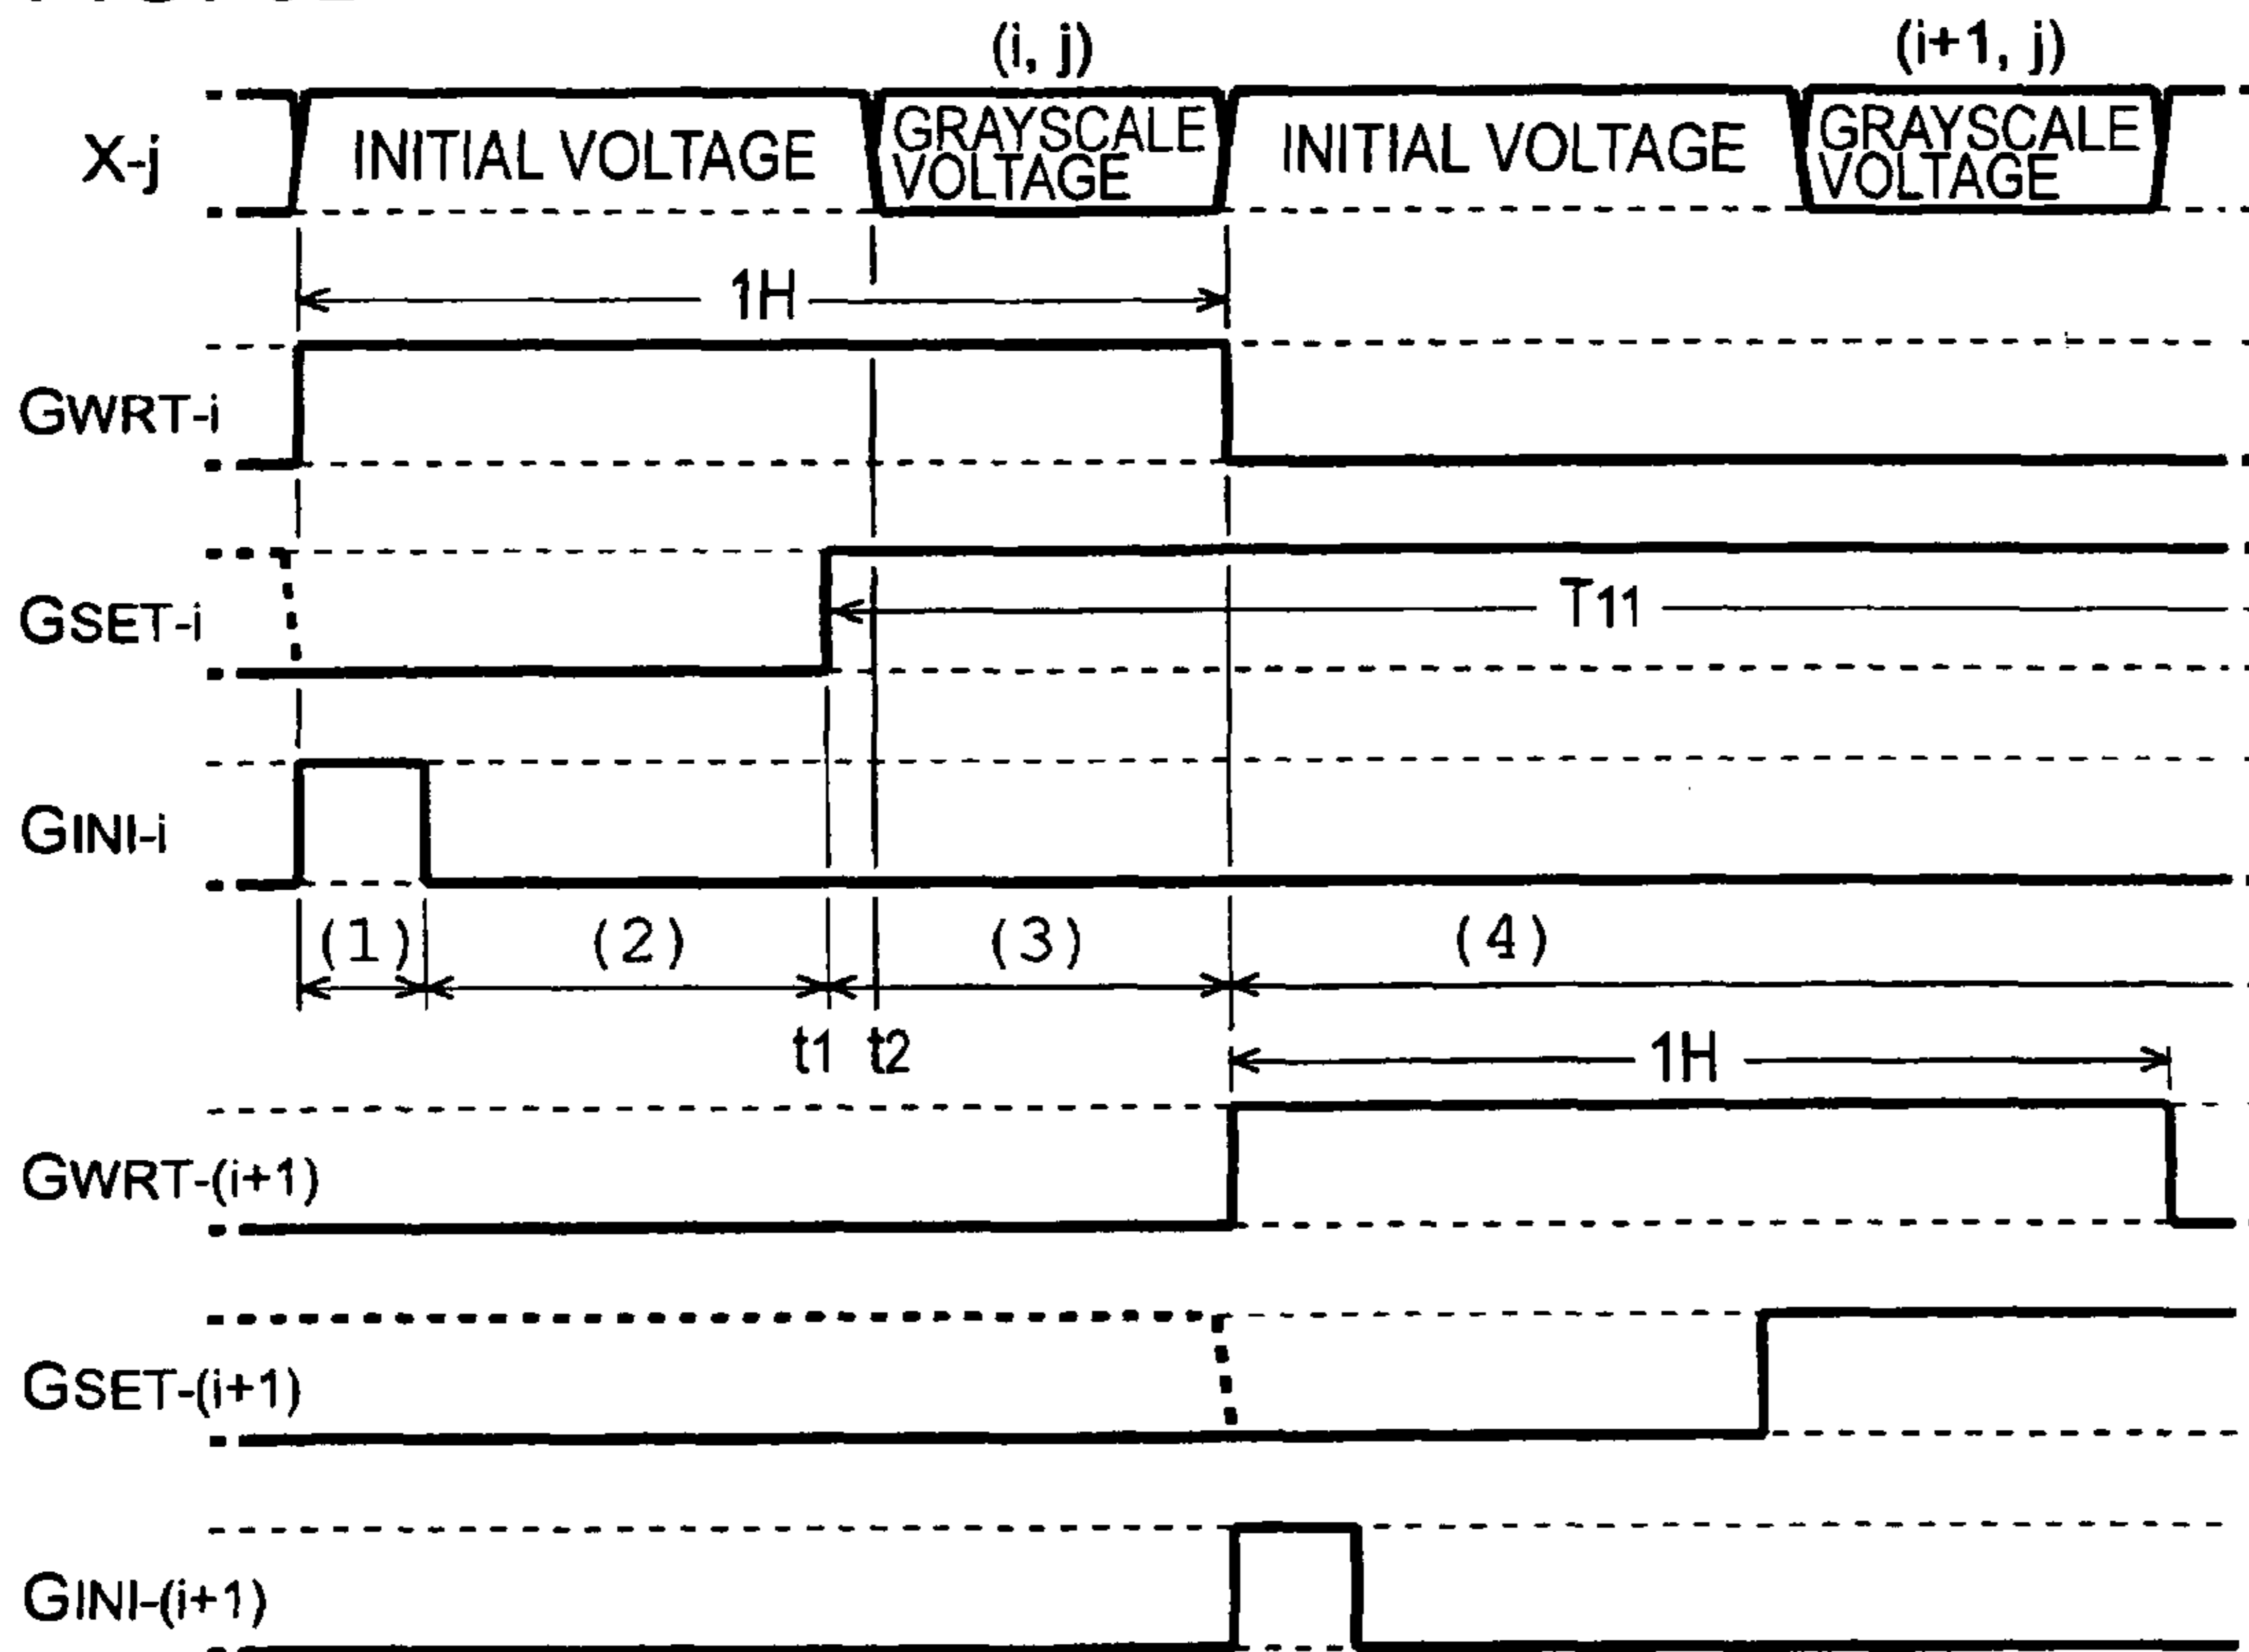 (i, j) (i+1, j)
X-j INITIAL VOLTAGE GRAYSCALE VOLTAGE INITIAL VOLTAGE GRAYSCALE VOLTAGE
1H
GWRT-i
GSET-i T11
GINI-i
(1) (2) (3) (4)
t1 t2 1H
GWRT-(i+1)
GSET-(i+1)
GINI-(i+1)